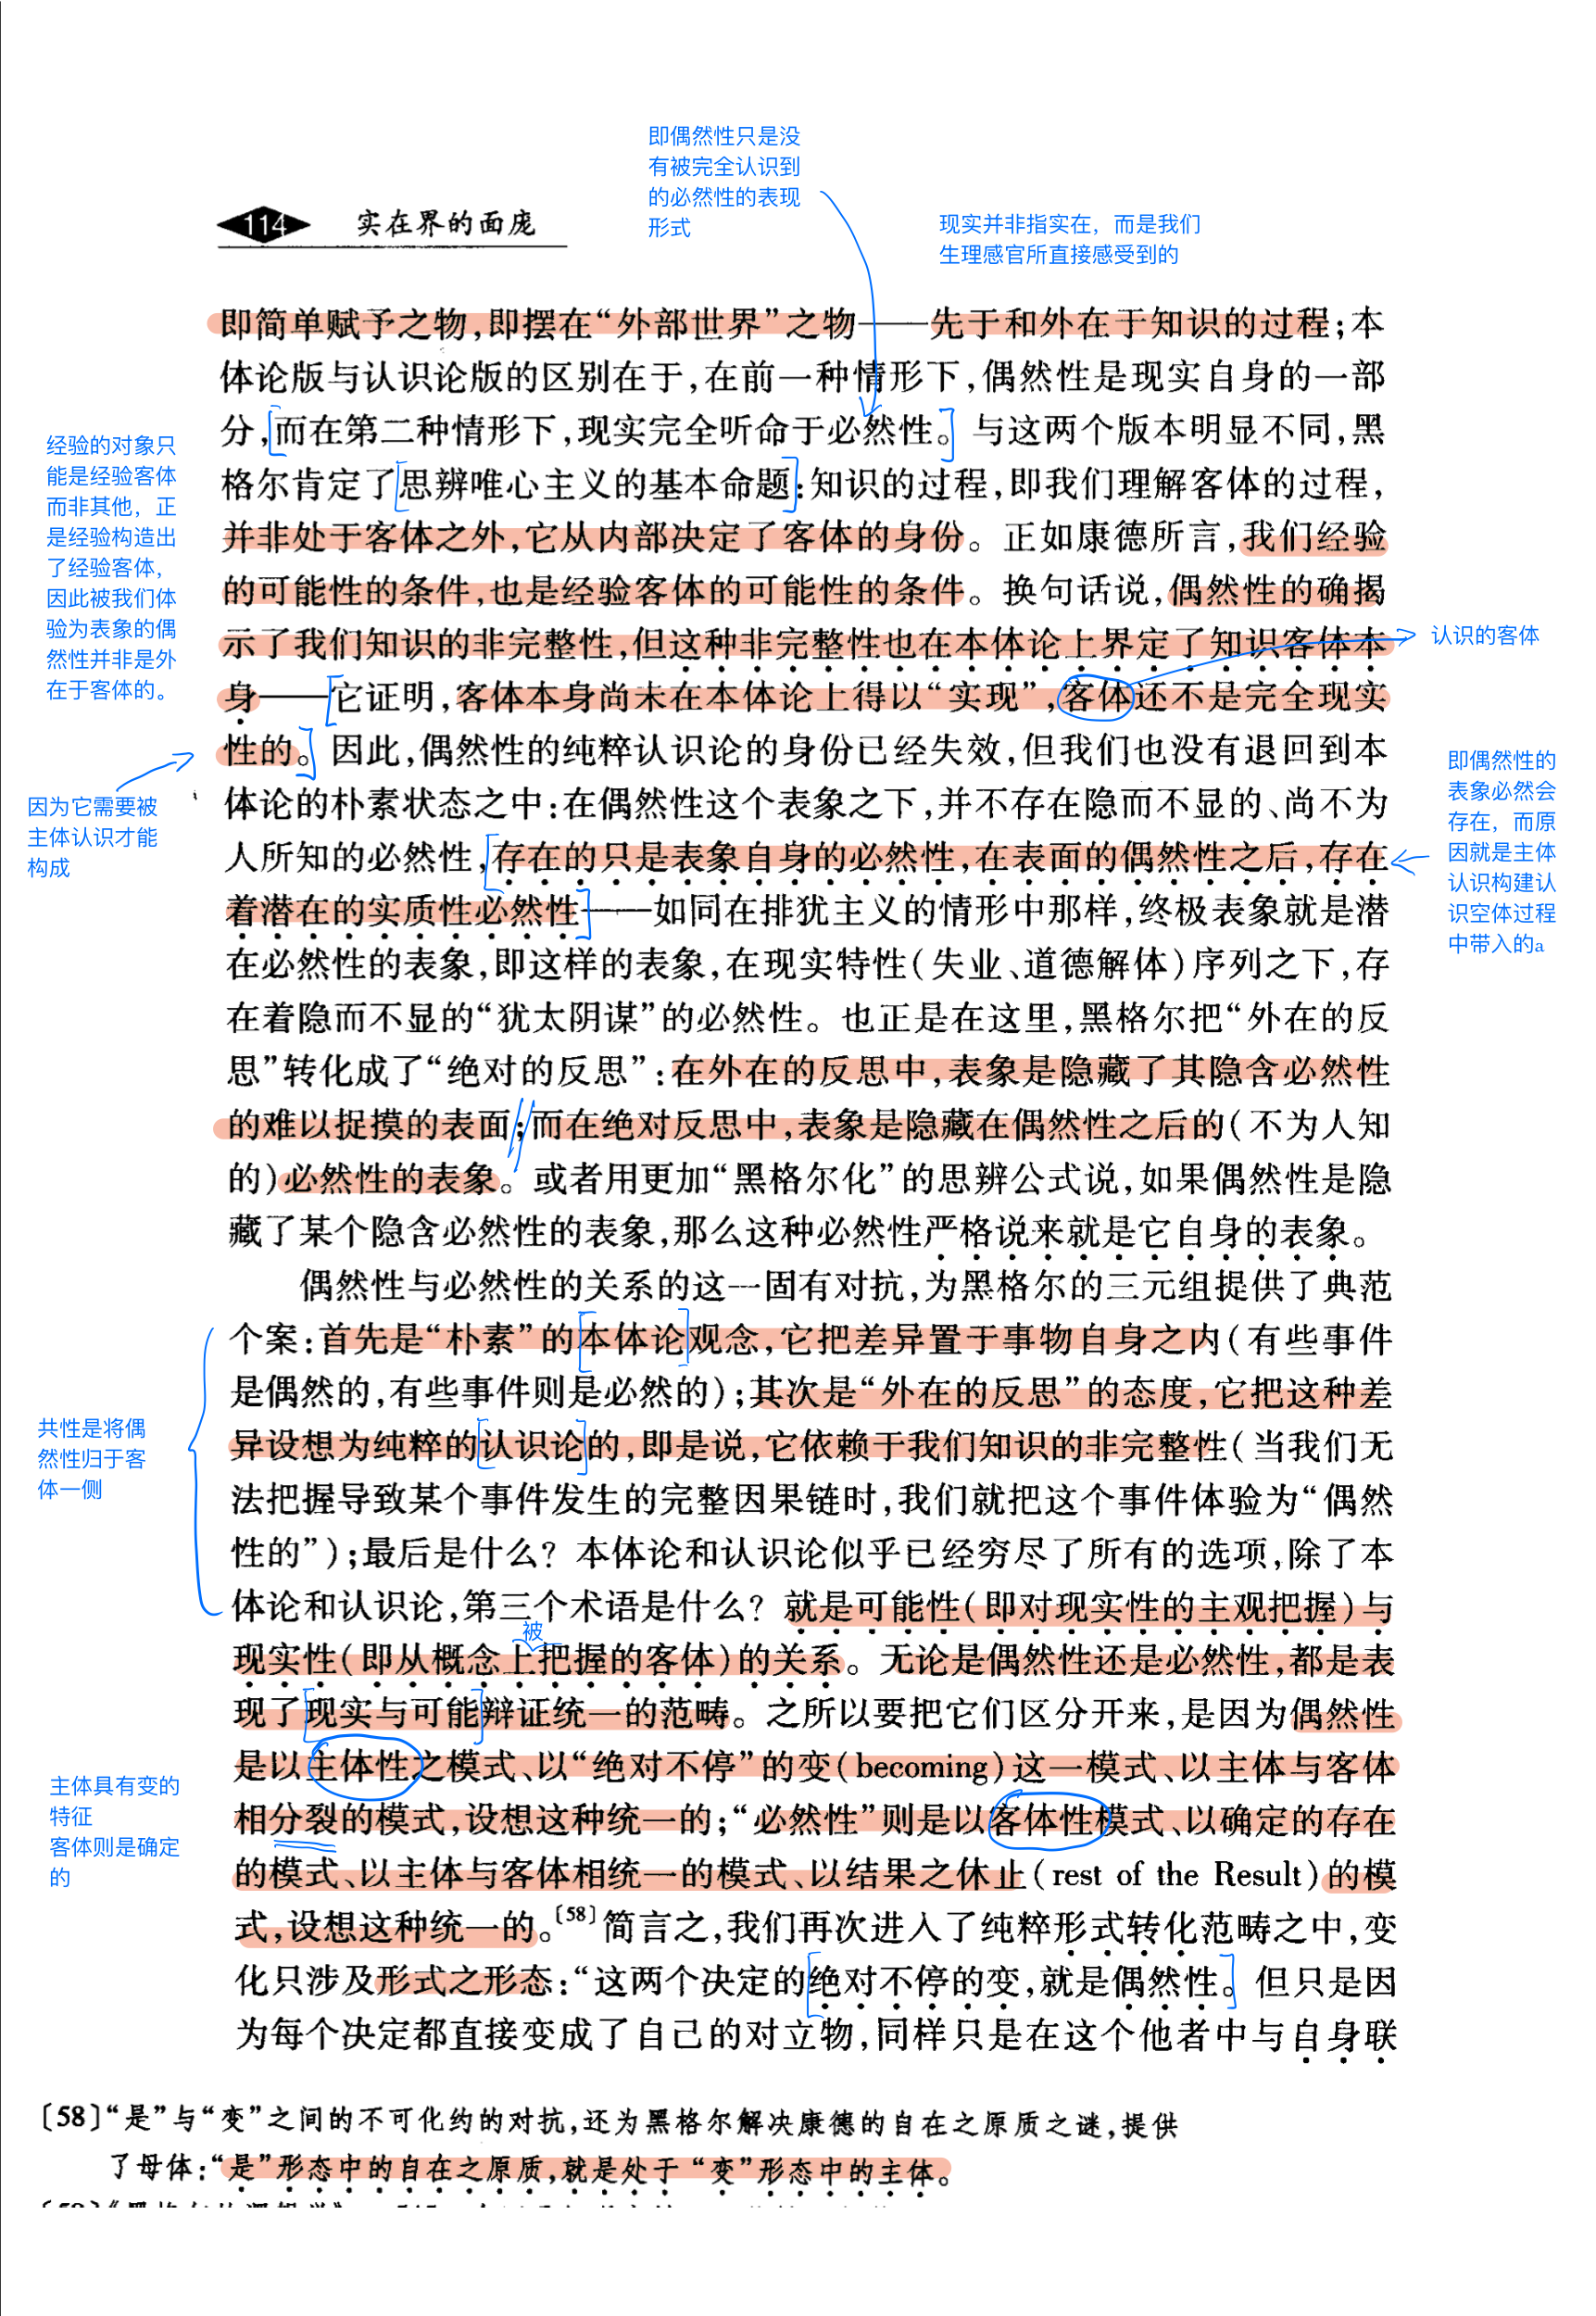 即偶然性只是没
有被完全认识到
的必然性的表现
形式
现实并非指实在，而是我们
生理感官所直接感受到的
114 实在界的面庞
即简单赋予之物,即摆在“外部世界”之物——先于和外在于知识的过程;本
体论版与认识论版的区别在于,在前一种情形下,偶然性是现实自身的一部
分,而在第二种情形下,现实完全听命于必然性。与这两个版本明显不同,黑
格尔肯定了思辨唯心主义的基本命题:知识的过程,即我们理解客体的过程,
并非处于客体之外,它从内部决定了客体的身份。正如康德所言,我们经验
的可能性的条件,也是经验客体的可能性的条件。换句话说,偶然性的确揭
示了我们知识的非完整性,但这种非完整性也在本体论上界定了知识客体本
身——它证明,客体本身尚未在本体论上得以“实现”,客体还不是完全现实
性的。因此,偶然性的纯粹认识论的身份已经失效,但我们也没有退回到本
体论的朴素状态之中:在偶然性这个表象之下,并不存在隐而不显的、尚不为
人所知的必然性,存在的只是表象自身的必然性,在表面的偶然性之后,存在
着潜在的实质性必然性——如同在排犹主义的情形中那样,终极表象就是潜
在必然性的表象,即这样的表象,在现实特性(失业、道德解体)序列之下,存
在着隐而不显的“犹太阴谋”的必然性。也正是在这里,黑格尔把“外在的反
思”转化成了“绝对的反思”:在外在的反思中,表象是隐藏了其隐含必然性
的难以捉摸的表面;而在绝对反思中,表象是隐藏在偶然性之后的(不为人知
的)必然性的表象。或者用更加“黑格尔化”的思辨公式说,如果偶然性是隐
藏了某个隐含必然性的表象,那么这种必然性严格说来就是它自身的表象。
偶然性与必然性的关系的这一固有对抗,为黑格尔的三元组提供了典范
个案:首先是“朴素”的本体论观念,它把差异置于事物自身之内(有些事件
是偶然的,有些事件则是必然的);其次是“外在的反思”的态度,它把这种差
异设想为纯粹的认识论的,即是说,它依赖于我们知识的非完整性(当我们无
法把握导致某个事件发生的完整因果链时,我们就把这个事件体验为“偶然
性的”);最后是什么? 本体论和认识论似乎已经穷尽了所有的选项,除了本
体论和认识论,第三个术语是什么? 就是可能性(即对现实性的主观把握)与
被
现实性(即从概念上把握的客体)的关系。无论是偶然性还是必然性,都是表
现了现实与可能辩证统一的范畴。之所以要把它们区分开来,是因为偶然性
是以主体性之模式、以“绝对不停”的变(becoming)这一模式、以主体与客体
相分裂的模式,设想这种统一的;“必然性”则是以客体性模式、以确定的存在
的模式、以主体与客体相统一的模式、以结果之休止(rest of the Result)的模
式,设想这种统一的。〔58〕简言之,我们再次进入了纯粹形式转化范畴之中,变
化只涉及形式之形态:“这两个决定的绝对不停的变,就是偶然性。但只是因
为每个决定都直接变成了自己的对立物,同样只是在这个他者中与自身联
〔58〕“是”与“变”之间的不可化约的对抗,还为黑格尔解决康德的自在之原质之谜,提供
了母体:“是”形态中的自在之原质,就是处于“变”形态中的主体。
经验的对象只
能是经验客体
而非其他，正
是经验构造出
了经验客体，
因此被我们体
验为表象的偶
然性并非是外
在于客体的。
因为它需要被
主体认识才能
构成
共性是将偶
然性归于客
体一侧
主体具有变的
特征
客体则是确定
的
认识的客体
即偶然性的
表象必然会
存在，而原
因就是主体
认识构建认
识空体过程
中带入的a